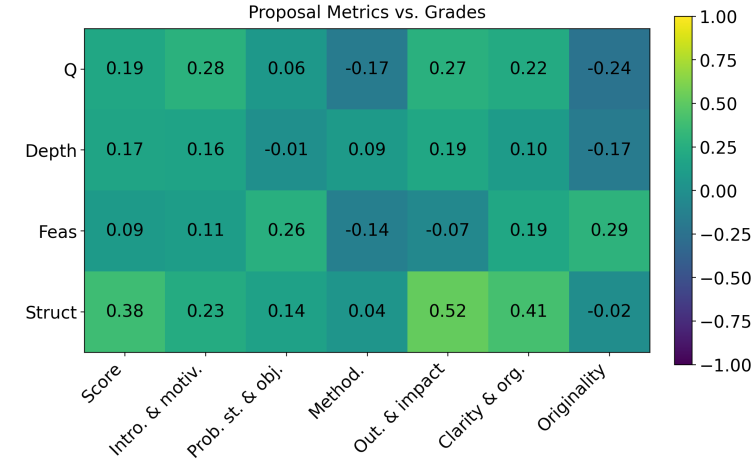 Proposal Metrics vs. Grades
Q 0.19 0.28 0.06 -0.17 0.27 0.22 -0.24
Depth 0.17 0.16 -0.01 0.09 0.19 0.10 -0.17
Feas 0.09 0.11 0.26 -0.14 -0.07 0.19 0.29
Struct 0.38 0.23 0.14 0.04 0.52 0.41 -0.02
Score
Intro. & motiv.
Prob. st. & obj.
Method.
Out. & impact
Clarity & org.
Originality
1.00
0.75
0.50
0.25
0.00
−0.25
−0.50
−0.75
−1.00